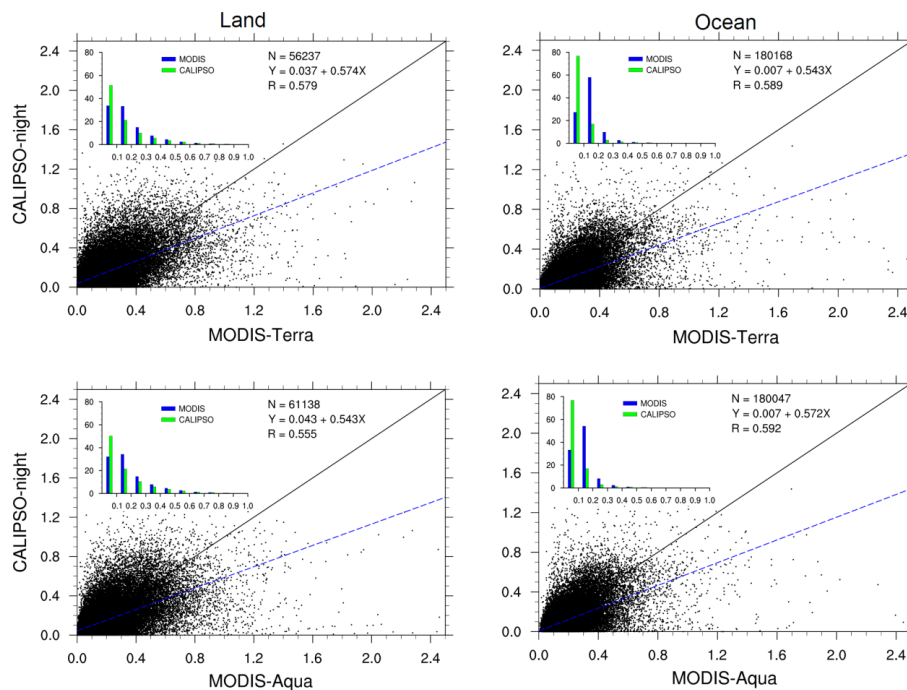 Land
Ocean
CALIPSO-night
2.4
2.0
1.6
1.2
0.8
0.4
0.0
80
60
40
20
0
MODIS
CALIPSO
0.1 0.2 0.3 0.4 0.5 0.6 0.7 0.8 0.9 1.0
N = 56237
Y = 0.037 + 0.574X
R = 0.579
0.0 0.4 0.8 1.2 1.6 2.0 2.4
MODIS-Terra
2.4
2.0
1.6
1.2
0.8
0.4
0.0
80
60
40
20
0
MODIS
CALIPSO
0.1 0.2 0.3 0.4 0.5 0.6 0.7 0.8 0.9 1.0
N = 180168
Y = 0.007 + 0.543X
R = 0.589
0.0 0.4 0.8 1.2 1.6 2.0 2.4
MODIS-Terra
CALIPSO-night
2.4
2.0
1.6
1.2
0.8
0.4
0.0
80
60
40
20
0
MODIS
CALIPSO
0.1 0.2 0.3 0.4 0.5 0.6 0.7 0.8 0.9 1.0
N = 61138
Y = 0.043 + 0.543X
R = 0.555
0.0 0.4 0.8 1.2 1.6 2.0 2.4
MODIS-Aqua
2.4
2.0
1.6
1.2
0.8
0.4
0.0
80
60
40
20
0
MODIS
CALIPSO
0.1 0.2 0.3 0.4 0.5 0.6 0.7 0.8 0.9 1.0
N = 180047
Y = 0.007 + 0.572X
R = 0.592
0.0 0.4 0.8 1.2 1.6 2.0 2.4
MODIS-Aqua